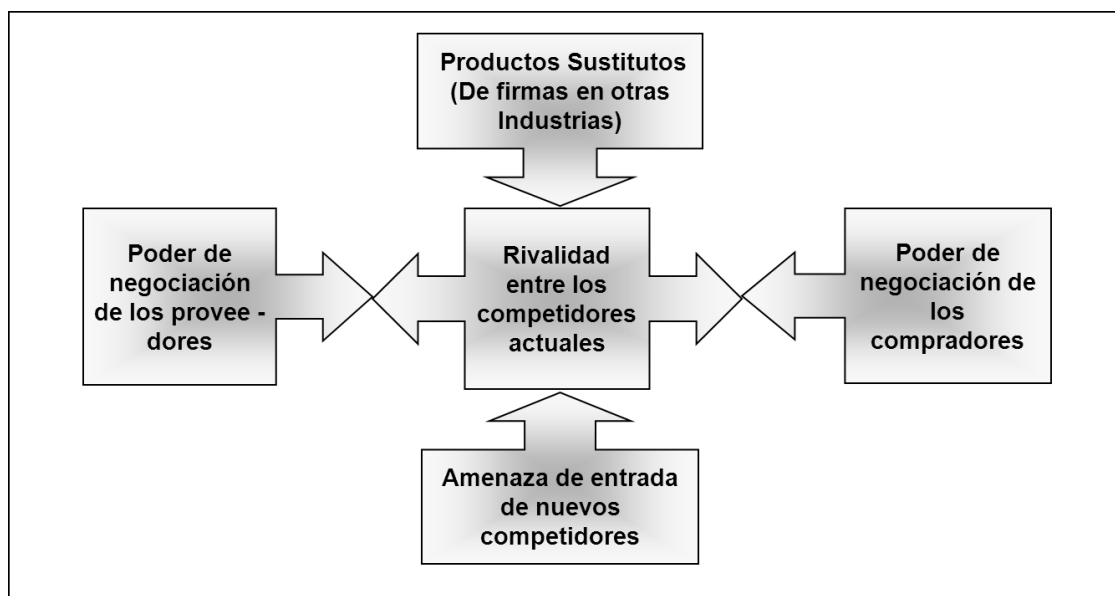 Productos Sustitutos
(De firmas en otras
Industrias)
Poder de
negociación
de los provee -
dores
Rivalidad
entre los
competidores
actuales
Poder de
negociación de
los
compradores
Amenaza de entrada
de nuevos
competidores